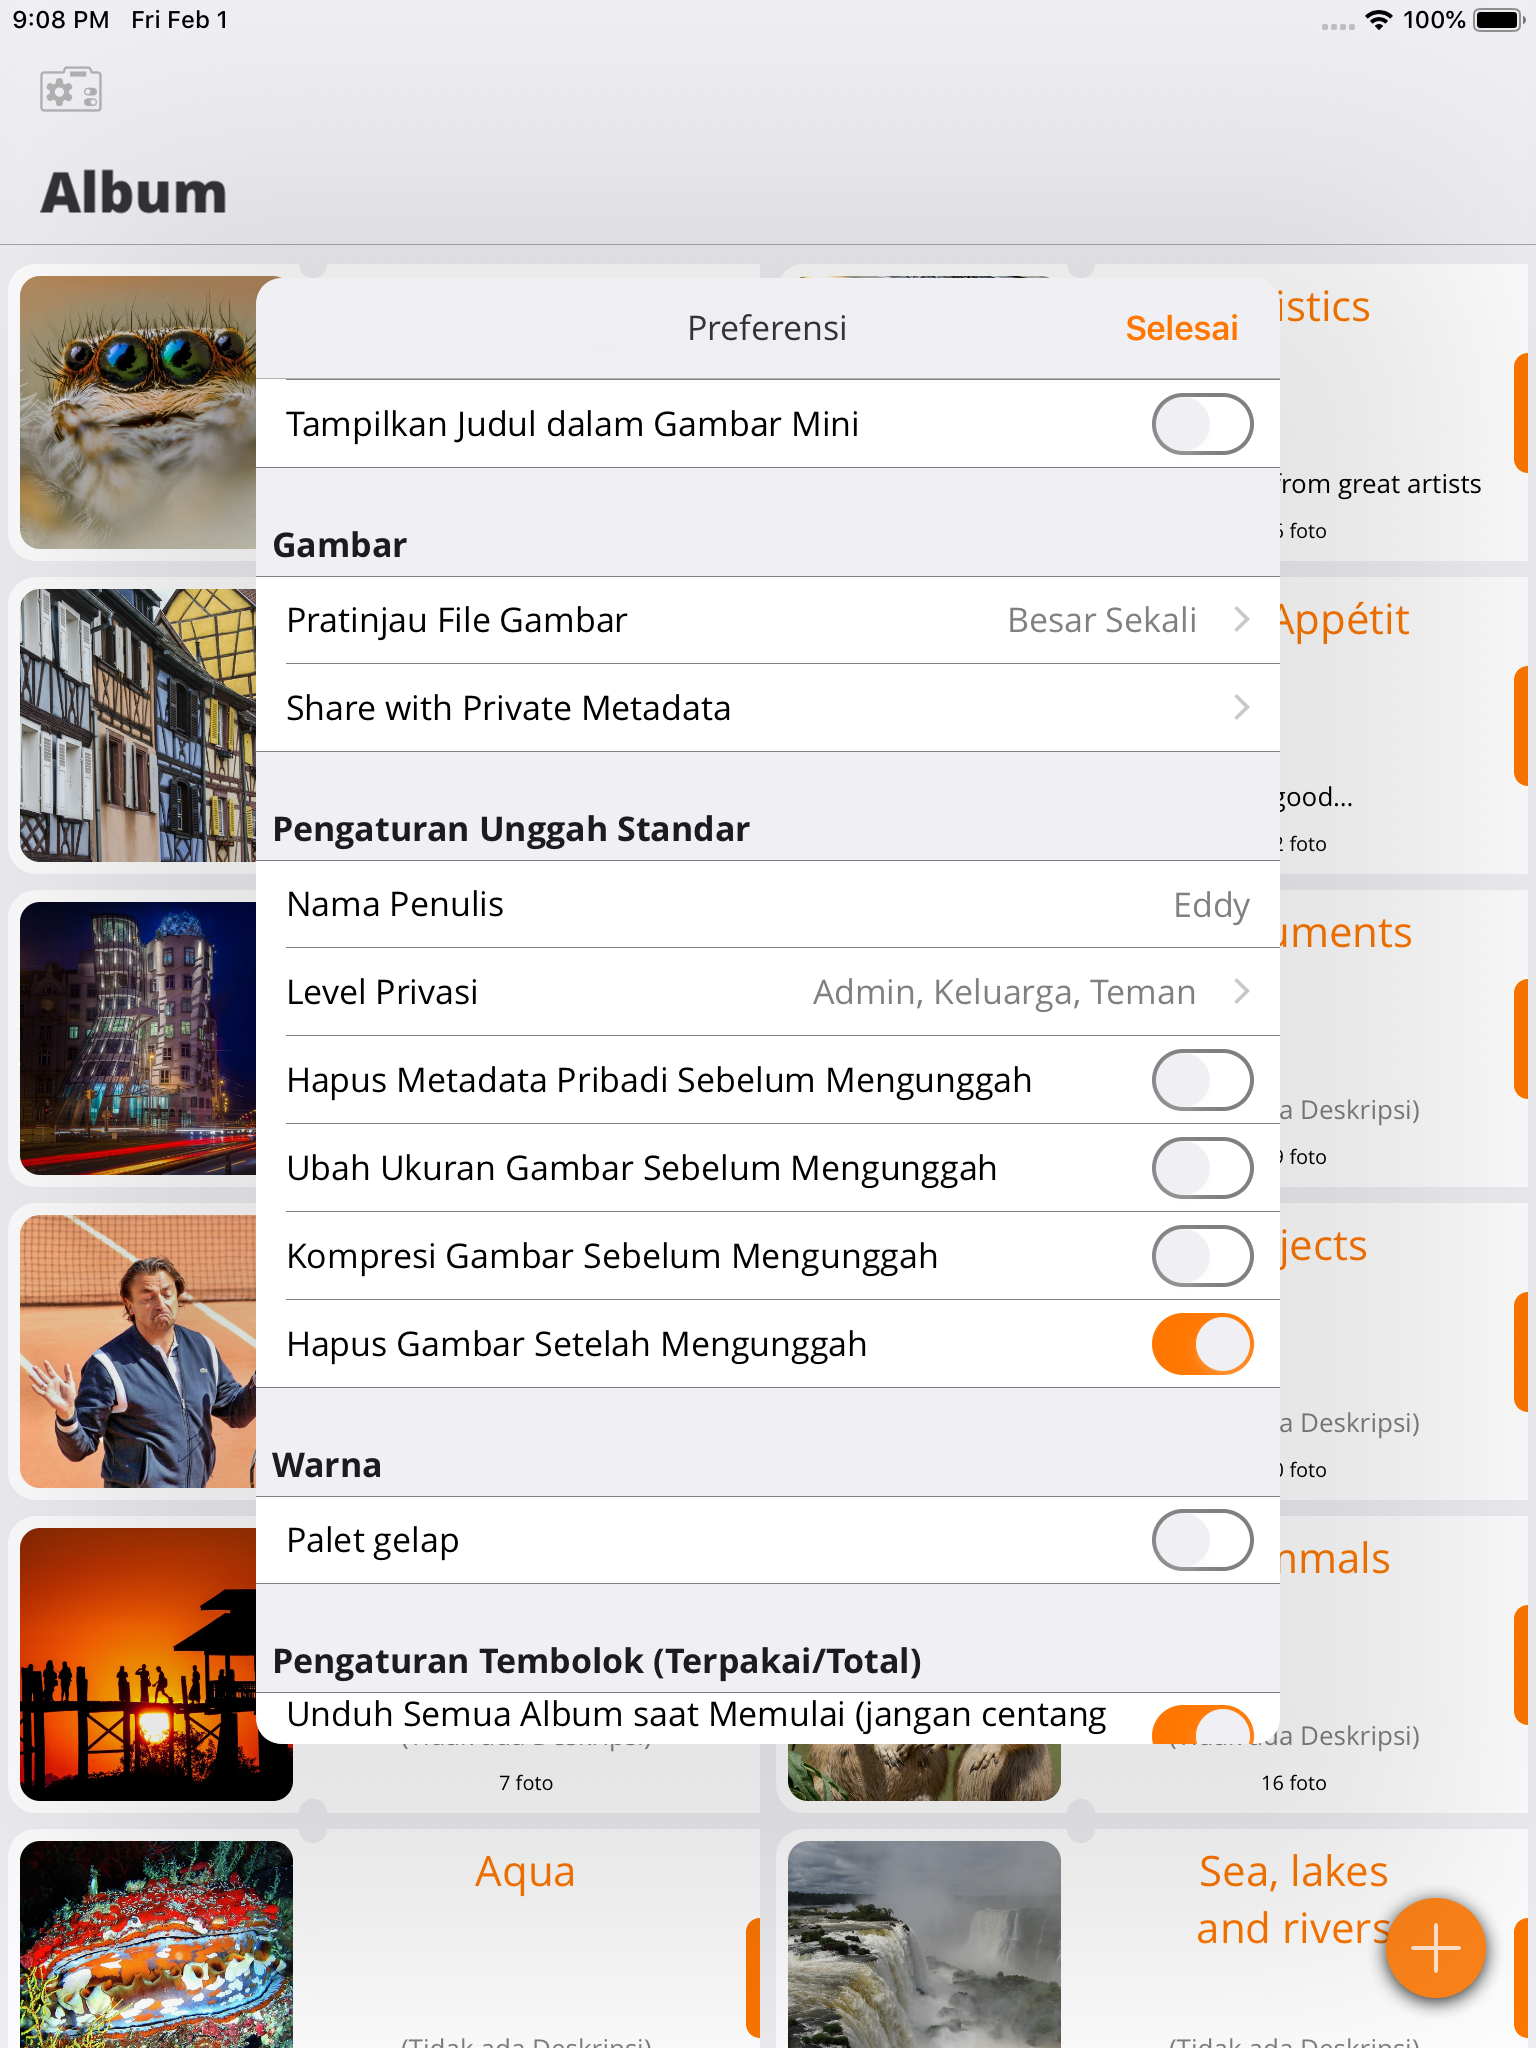 9:08 PM Fri Feb 1
100%
Album
Preferensi
Selesai
Tampilkan Judul dalam Gambar Mini
Gambar
Pratinjau File Gambar
Besar Sekali
Share with Private Metadata
Pengaturan Unggah Standar
Nama Penulis
Eddy
Level Privasi
Admin, Keluarga, Teman
Hapus Metadata Pribadi Sebelum Mengunggah
Ubah Ukuran Gambar Sebelum Mengunggah
Kompresi Gambar Sebelum Mengunggah
Hapus Gambar Setelah Mengunggah
Warna
Palet gelap
Pengaturan Tembolok (Terpakai/Total)
Unduh Semua Album saat Memulai (jangan centang
istics
from great artists
foto
Appétit
good...
foto
uments
a Deskripsi)
foto
jects
a Deskripsi)
foto
mmals
da Deskripsi)
16 foto
(Tidak ada Deskripsi)
7 foto
Aqua
(Tidak ada Deskripsi)
Sea, lakes
and rivers
(Tidak ada Deskripsi)